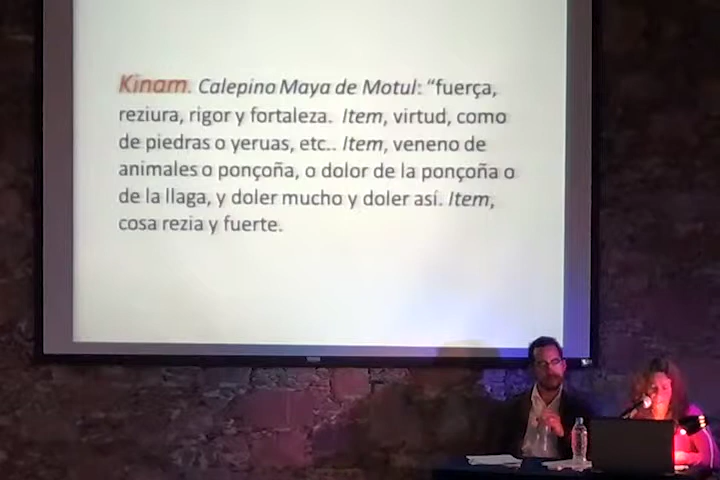 Kinam. Calepino Maya de Motul: “fuerça,
reziura, rigor y fortaleza. Item, virtud, como
de piedras o yeruas, etc.. Item, veneno de
animales o ponçoña, o dolor de la ponçoña o
de la llaga, y doler mucho y doler así. Item,
cosa rezia y fuerte.